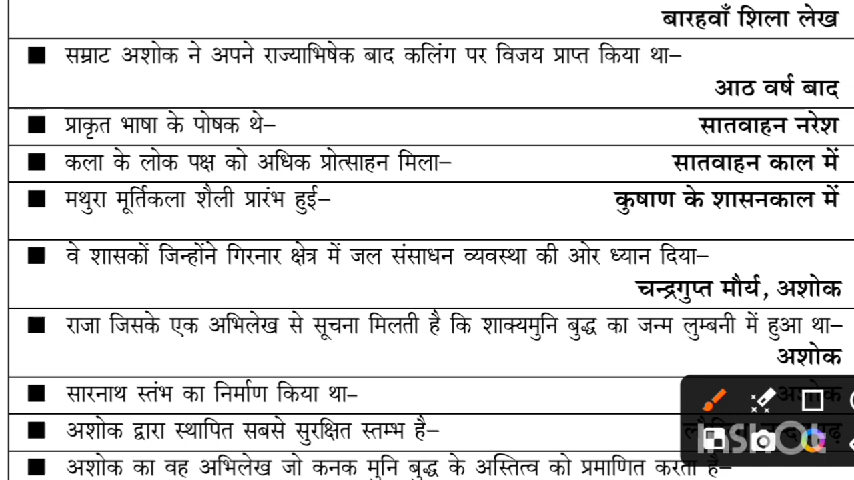 बारहवाँ शिला लेख
■ सम्राट अशोक ने अपने राज्याभिषेक बाद कलिंग पर विजय प्राप्त किया था–
आठ वर्ष बाद
■ प्राकृत भाषा के पोषक थे– सातवाहन नरेश
■ कला के लोक पक्ष को अधिक प्रोत्साहन मिला– सातवाहन काल में
■ मथुरा मूर्तिकला शैली प्रारंभ हुई– कुषाण के शासनकाल में
■ वे शासकों जिन्होंने गिरनार क्षेत्र में जल संसाधन व्यवस्था की ओर ध्यान दिया–
चन्द्रगुप्त मौर्य, अशोक
■ राजा जिसके एक अभिलेख से सूचना मिलती है कि शाक्यमुनि बुद्ध का जन्म लुम्बनी में हुआ था–
अशोक
■ सारनाथ स्तंभ का निर्माण किया था– अशोक
■ अशोक द्वारा स्थापित सबसे सुरक्षित स्तम्भ है–
InShOt
■ अशोक का वह अभिलेख जो कनक मुनि बुद्ध के अस्तित्व को प्रमाणित करता है–